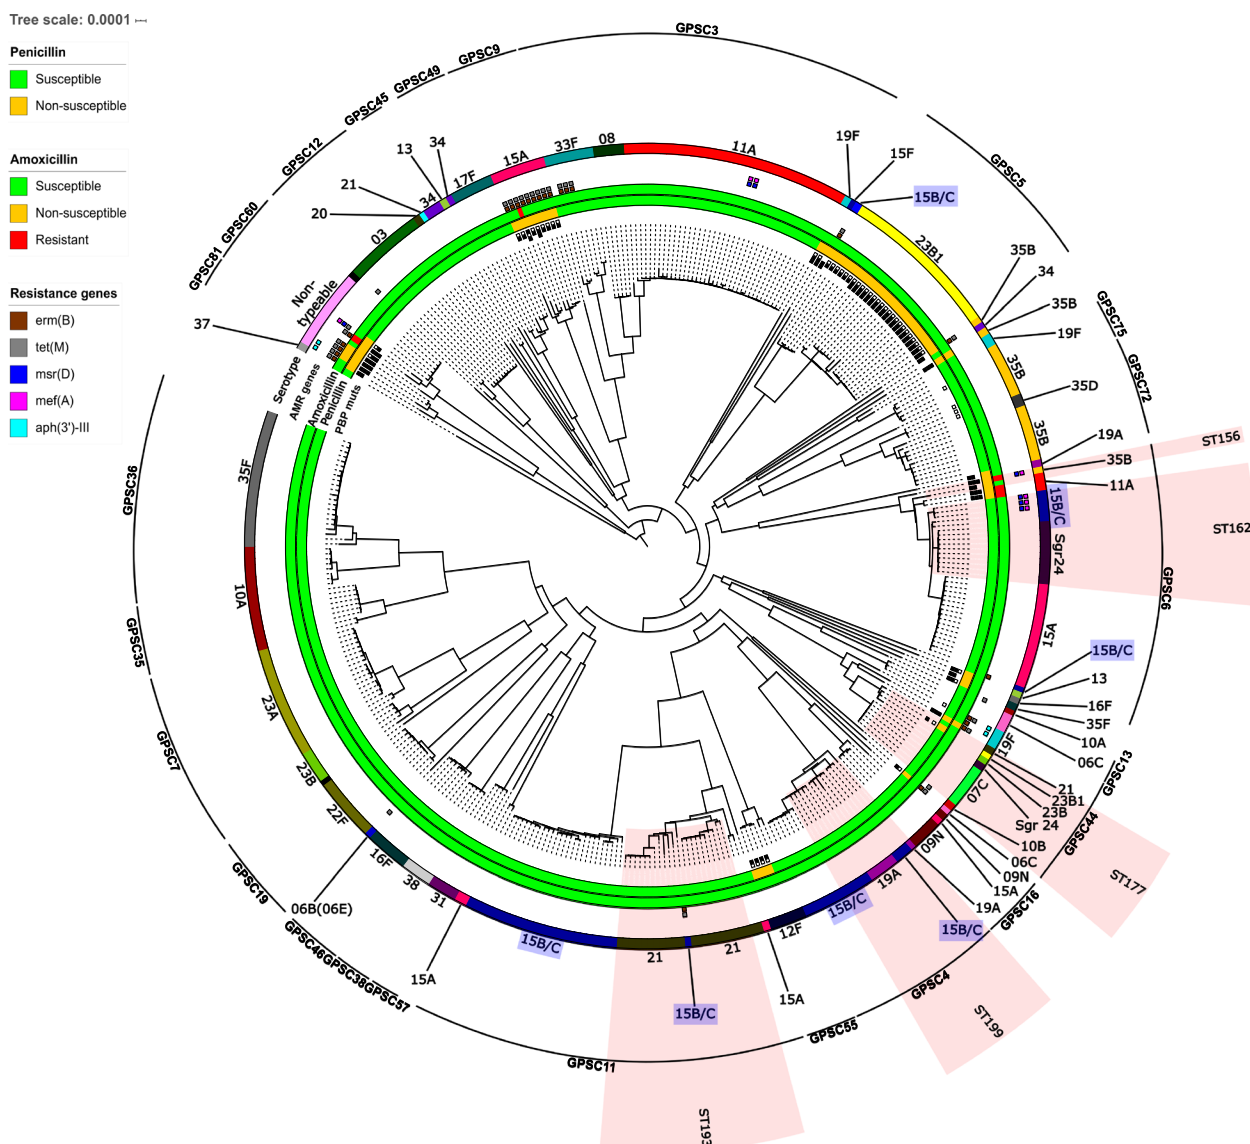 Tree scale: 0.0001
Penicillin
Susceptible
Non-susceptible
Amoxicillin
Susceptible
Non-susceptible
Resistant
Resistance genes
erm(B)
tet(M)
msr(D)
mef(A)
aph(3')-III
GPSC81
GPSC60
GPSC12
GPSC45
GPSC49
GPSC9
GPSC3
GPSC5
GPSC75
GPSC72
GPSC6
GPSC13
GPSC44
GPSC16
GPSC4
GPSC55
GPSC11
GPSC57
GPSC38
GPSC46
GPSC19
GPSC7
GPSC35
GPSC36
Serotype
AMR genes
Amoxicillin
Penicillin
PBP muts
37
Non-
typeable
03
20
21
34
13
34
17F
15A
33F
08
11A
19F
15F
15B/C
23B1
35B
34
35B
19F
35B
35D
35B
19A
35B
11A
15B/C
Sgr24
15A
15B/C
13
16F
35F
10A
06C
19F
21
23B1
23B
Sgr 24
07C
10B
06C
09N
15A
09N
19A
15B/C
19A
15B/C
12F
15A
21
15B/C
21
15B/C
15A
31
38
16F
06B(06E)
22F
23B
23A
10A
35F
ST156
ST162
ST177
ST199
ST193